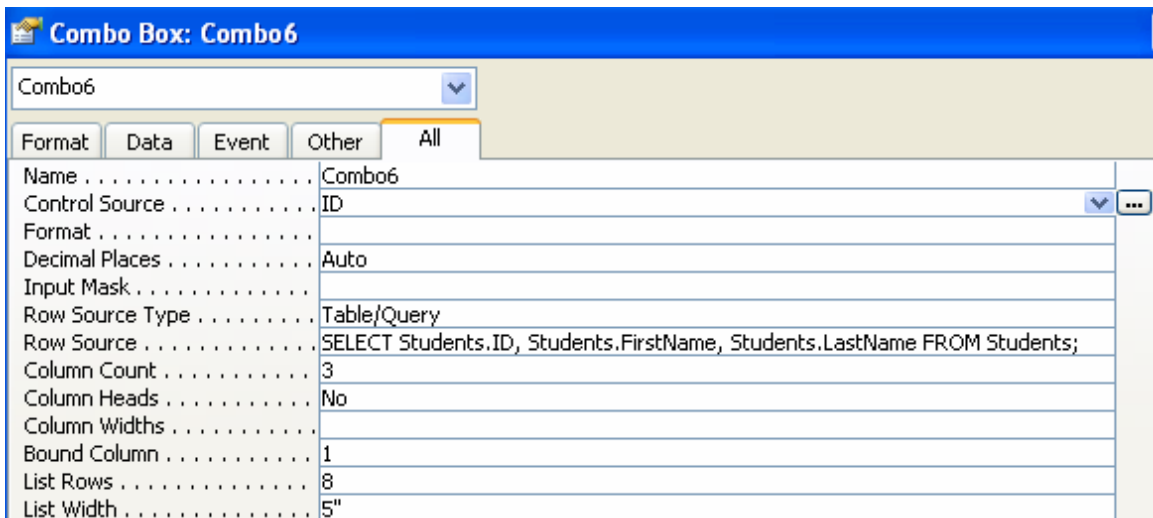 Combo Box: Combo6
Combo6
Format Data Event Other All
Name . . . . . . . . . . . . . . . . . Combo6
Control Source . . . . . . . . . . . ID ...
Format . . . . . . . . . . . . . . . .
Decimal Places . . . . . . . . . . . Auto
Input Mask . . . . . . . . . . . . .
Row Source Type . . . . . . . . . Table/Query
Row Source . . . . . . . . . . . . . SELECT Students.ID, Students.FirstName, Students.LastName FROM Students;
Column Count . . . . . . . . . . . 3
Column Heads . . . . . . . . . . . No
Column Widths . . . . . . . . . . .
Bound Column . . . . . . . . . . . 1
List Rows . . . . . . . . . . . . . . 8
List Width . . . . . . . . . . . . . . 5"